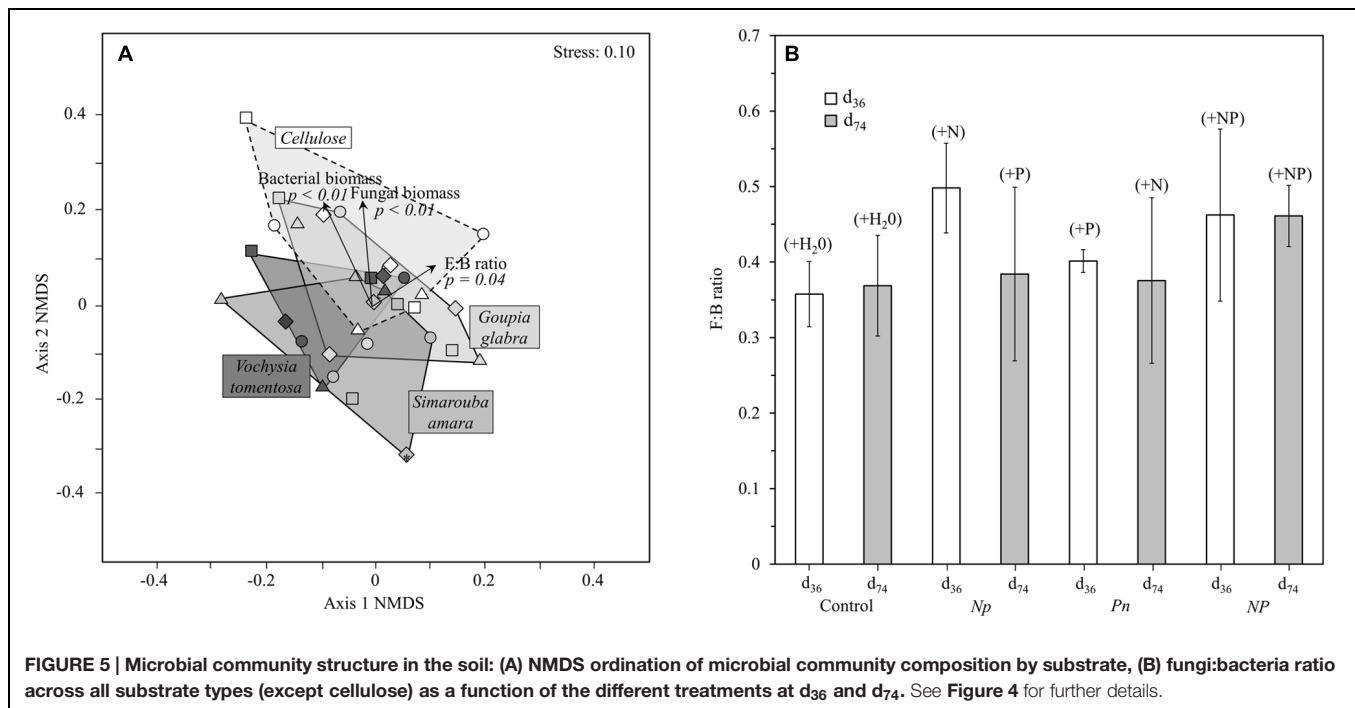 A
Stress: 0.10
Axis 2 NMDS
0.4
0.2
0
-0.2
-0.4
Cellulose
Bacterial biomass
p < 0.01
Fungal biomass
p < 0.01
F:B ratio
p = 0.04
Goupia
glabra
Vochysia
tomentosa
Simarouba
amara
*
-0.4
-0.2
0
0.2
0.4
Axis 1 NMDS
B
F:B ratio
0.7
0.6
0.5
0.4
0.3
0.2
0.1
0
d36
d74
(+H20)
(+H20)
(+N)
(+P)
(+P)
(+N)
(+NP)
(+NP)
d36 d74 d36 d74 d36 d74 d36 d74
Control Np Pn NP
FIGURE 5 | Microbial community structure in the soil: (A) NMDS ordination of microbial community composition by substrate, (B) fungi:bacteria ratio
across all substrate types (except cellulose) as a function of the different treatments at d36 and d74. See Figure 4 for further details.